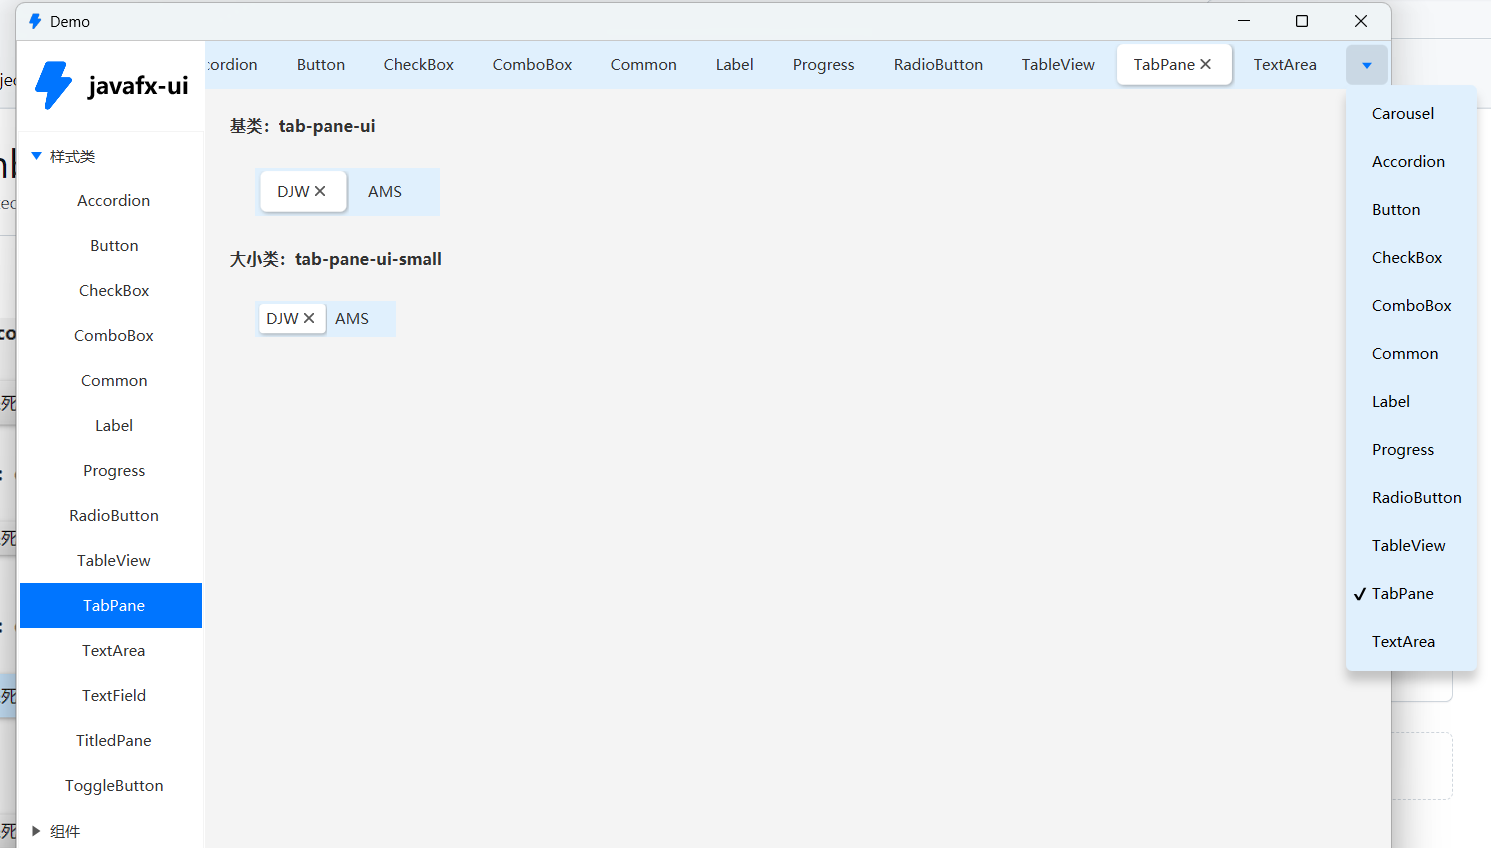 Demo
javafx-ui
样式类
Accordion
Button
CheckBox
ComboBox
Common
Label
Progress
RadioButton
TableView
TabPane
TextArea
TextField
TitledPane
ToggleButton
组件
cordion Button CheckBox ComboBox Common Label Progress RadioButton TableView TabPane TextArea
基类：tab-pane-ui
DJW AMS
大小类：tab-pane-ui-small
DJW AMS
Carousel
Accordion
Button
CheckBox
ComboBox
Common
Label
Progress
RadioButton
TableView
TabPane
TextArea